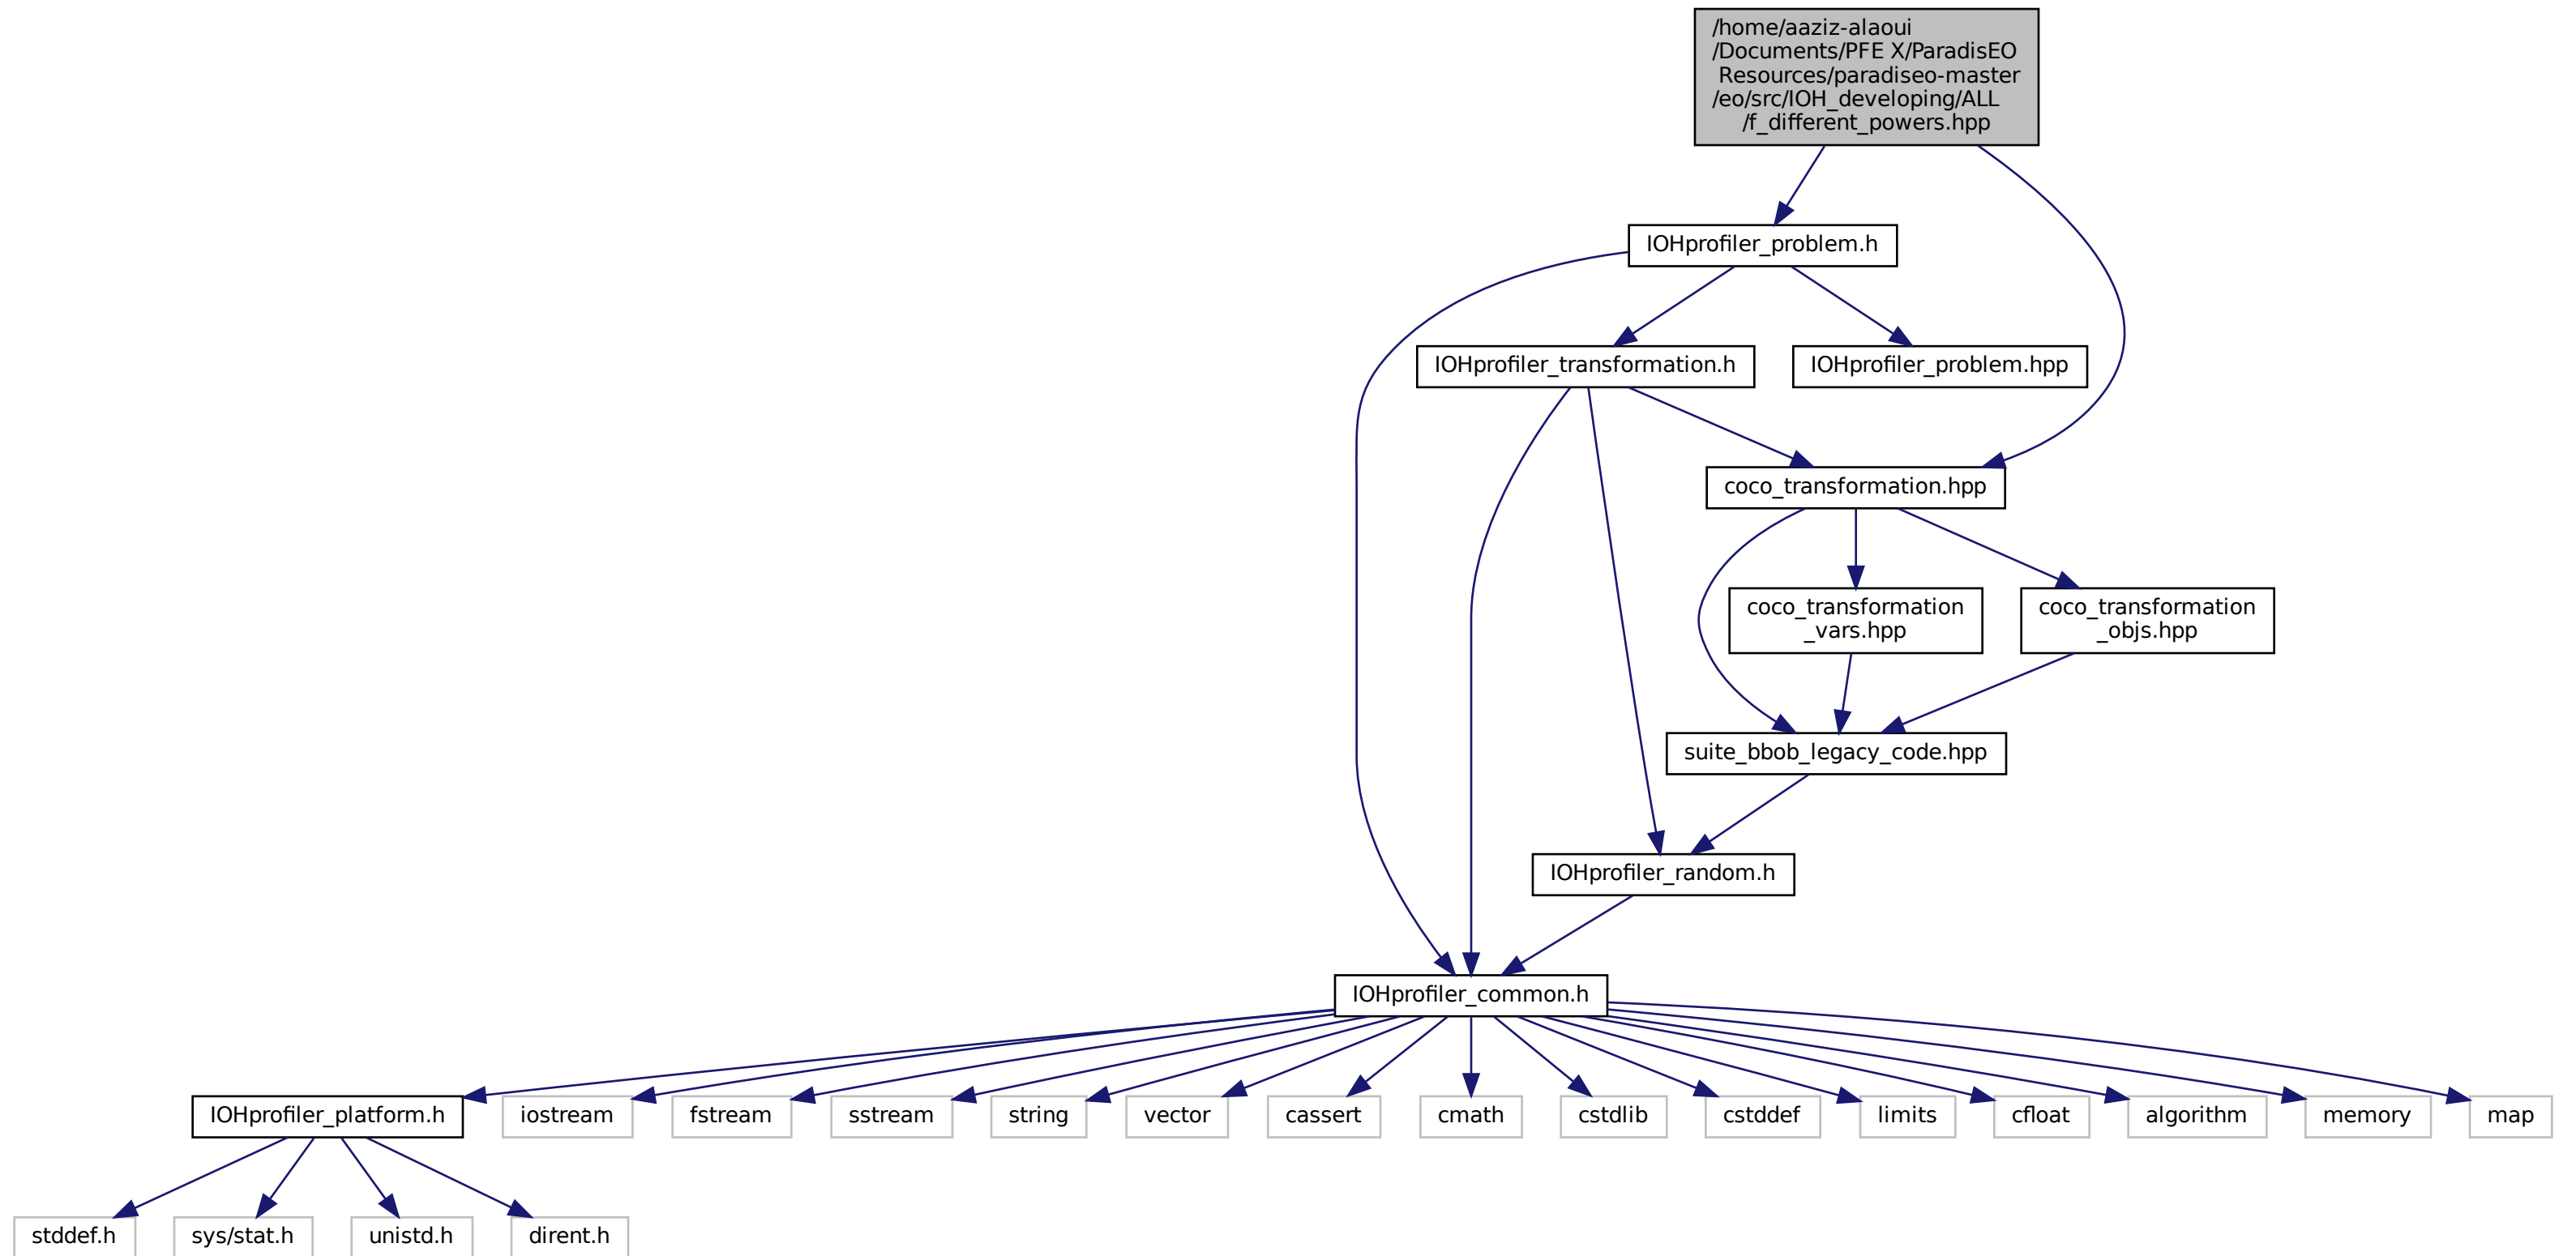 /home/aaziz-alaoui
/Documents/PFE X/ParadisEO
Resources/paradiseo-master
/eo/src/IOH_developing/ALL
/f_different_powers.hpp
IOHprofiler_problem.h
IOHprofiler_transformation.h
IOHprofiler_problem.hpp
coco_transformation.hpp
coco_transformation
_vars.hpp
coco_transformation
_objs.hpp
suite_bbob_legacy_code.hpp
IOHprofiler_random.h
IOHprofiler_common.h
IOHprofiler_platform.h
iostream
fstream
sstream
string
vector
cassert
cmath
cstdlib
cstddef
limits
cfloat
algorithm
memory
map
stddef.h
sys/stat.h
unistd.h
dirent.h